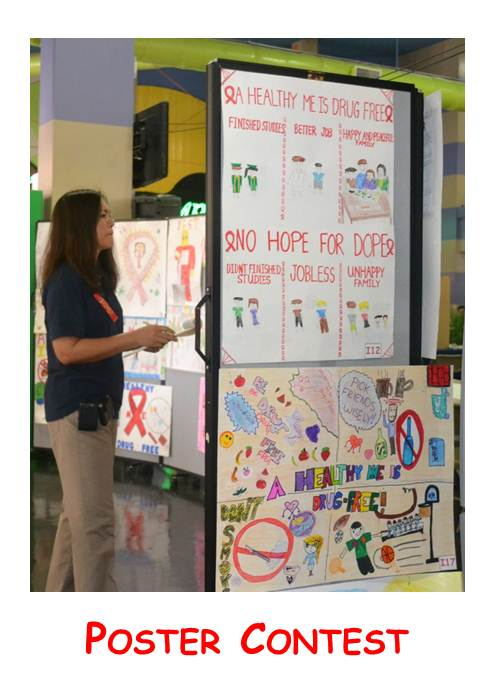 A HEALTHY ME IS DRUG FREE
FINISHED STUDIES
BETTER JOB
HAPPY AND PEACEFUL
FAMILY
NO HOPE FOR DOPE
DIDNT FINISHED
STUDIES
JOBLESS
UNHAPPY
FAMILY
I12
PICK
FRIENDS
WISELY!
A HEALTHY ME IS
DRUG-FREE!
DON'T
SMOKE
I17
HEALTHY
DRUG FREE
POSTER CONTEST